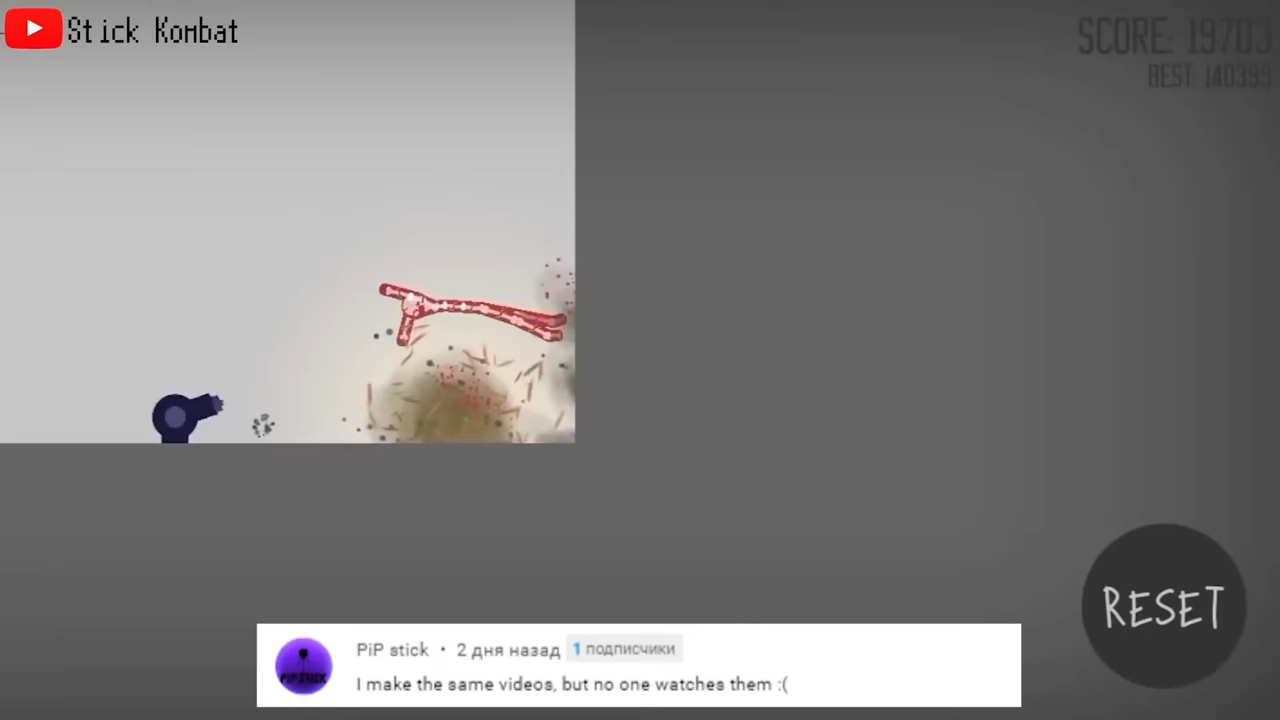 Stick Kombat
SCORE: 19703
BEST: 140399
RESET
PiP stick • 2 дня назад 1 подписчики
I make the same videos, but no one watches them :(